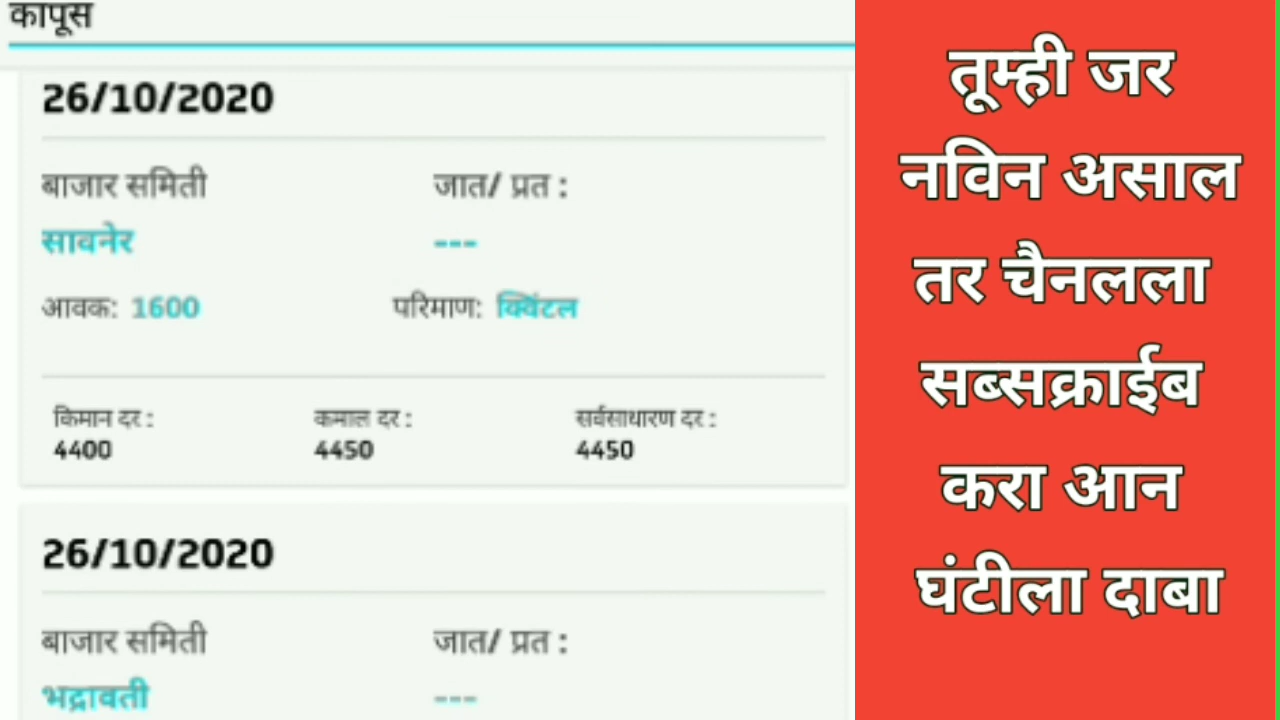 कापूस
26/10/2020
बाजार समिती जात/ प्रत :
सावनेर ---
आवक: 1600 परिमाण: क्विंटल
किमान दर : कमाल दर : सर्वसाधारण दर :
4400 4450 4450
26/10/2020
बाजार समिती जात/ प्रत :
भद्रावती ---
तूम्ही जर
नविन असाल
तर चैनलला
सब्सक्राईब
करा आन
घंटीला दाबा